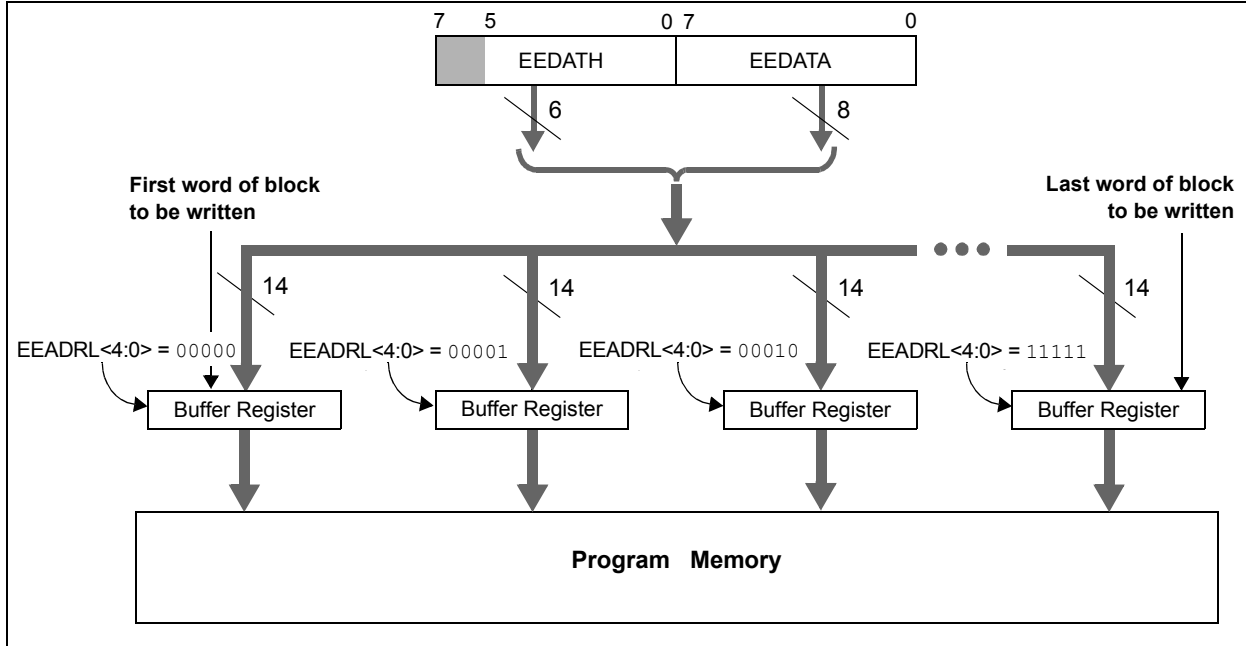 7 5 0 7 0
EEDATH EEDATA
6 8
First word of block
to be written
Last word of block
to be written
14 14 14 14
EEADRL<4:0> = 00000 EEADRL<4:0> = 00001 EEADRL<4:0> = 00010 EEADRL<4:0> = 11111
Buffer Register Buffer Register Buffer Register Buffer Register
Program Memory